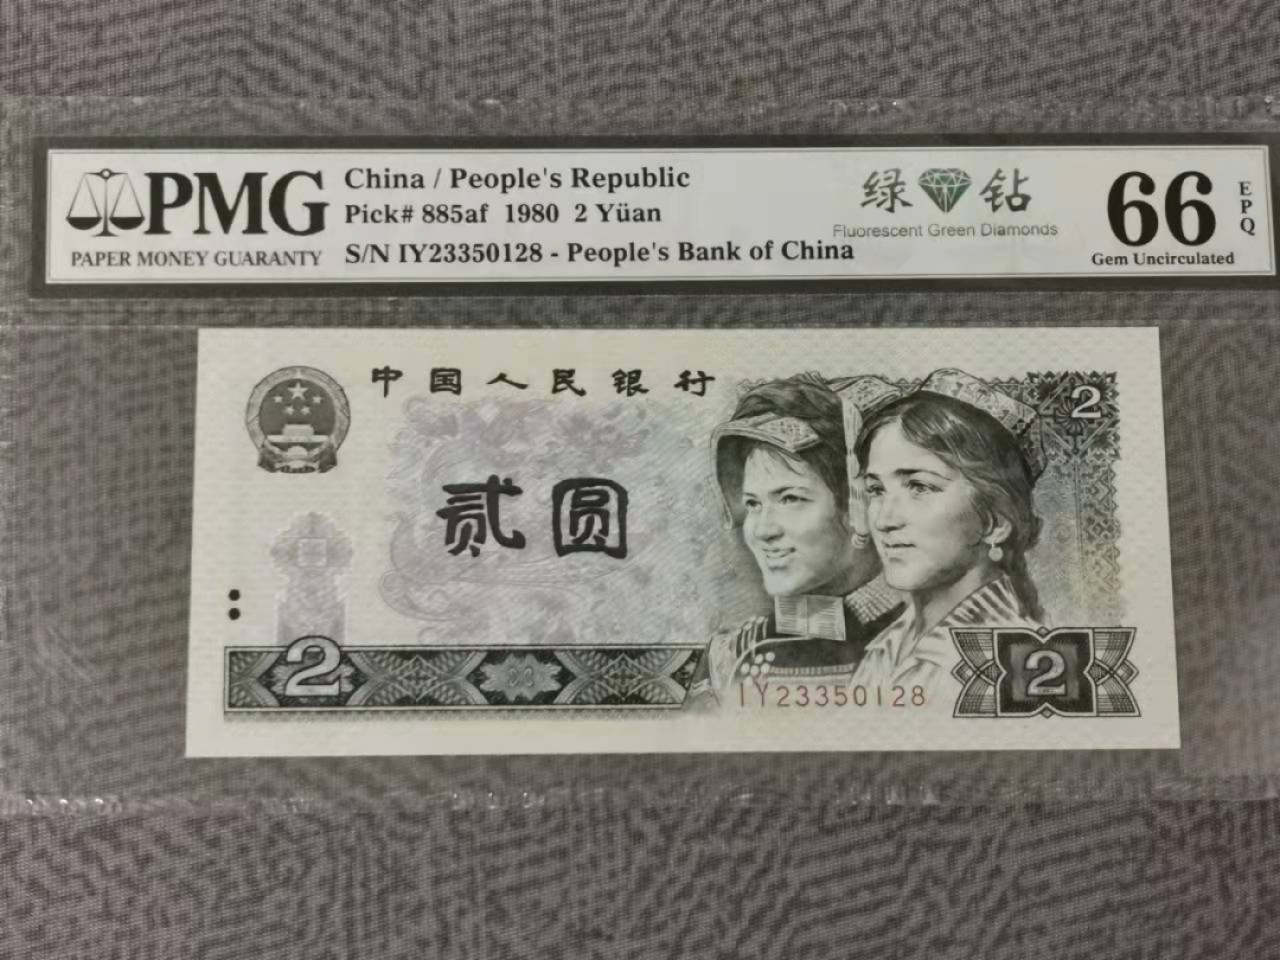 PMG
PAPER MONEY GUARANTY
China / People's Republic
Pick# 885af 1980 2 Yüan
S/N IY23350128 - People's Bank of China
绿钻
Fluorescent Green Diamonds
66
EPQ
Gem Uncirculated
中国人民银行
2
贰圆
2
IY23350128
2